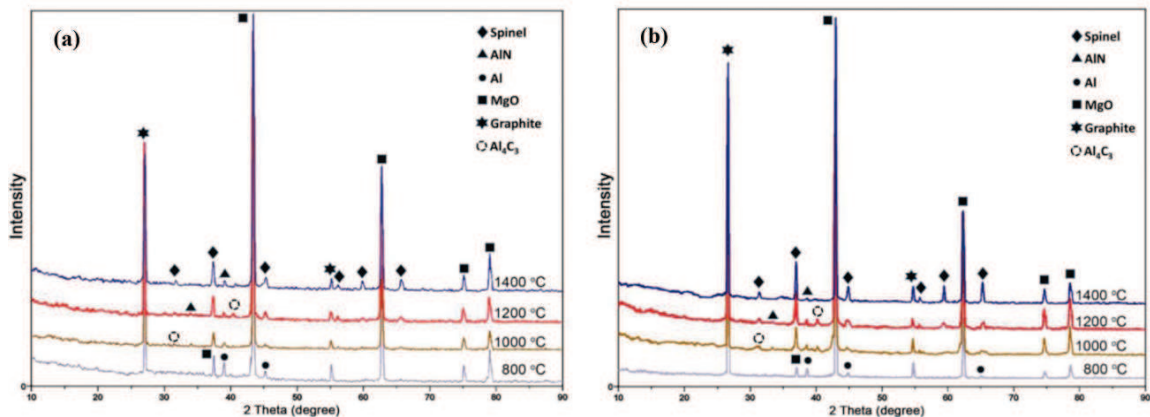 (a)
Spinel
AlN
Al
MgO
Graphite
Al₄C₃
Intensity
1400 °C
1200 °C
1000 °C
800 °C
0
10 20 30 40 50 60 70 80 90
2 Theta (degree)
(b)
Spinel
AlN
Al
MgO
Graphite
Al₄C₃
Intensity
1400 °C
1200 °C
1000 °C
800 °C
0
10 20 30 40 50 60 70 80 90
2 Theta (degree)